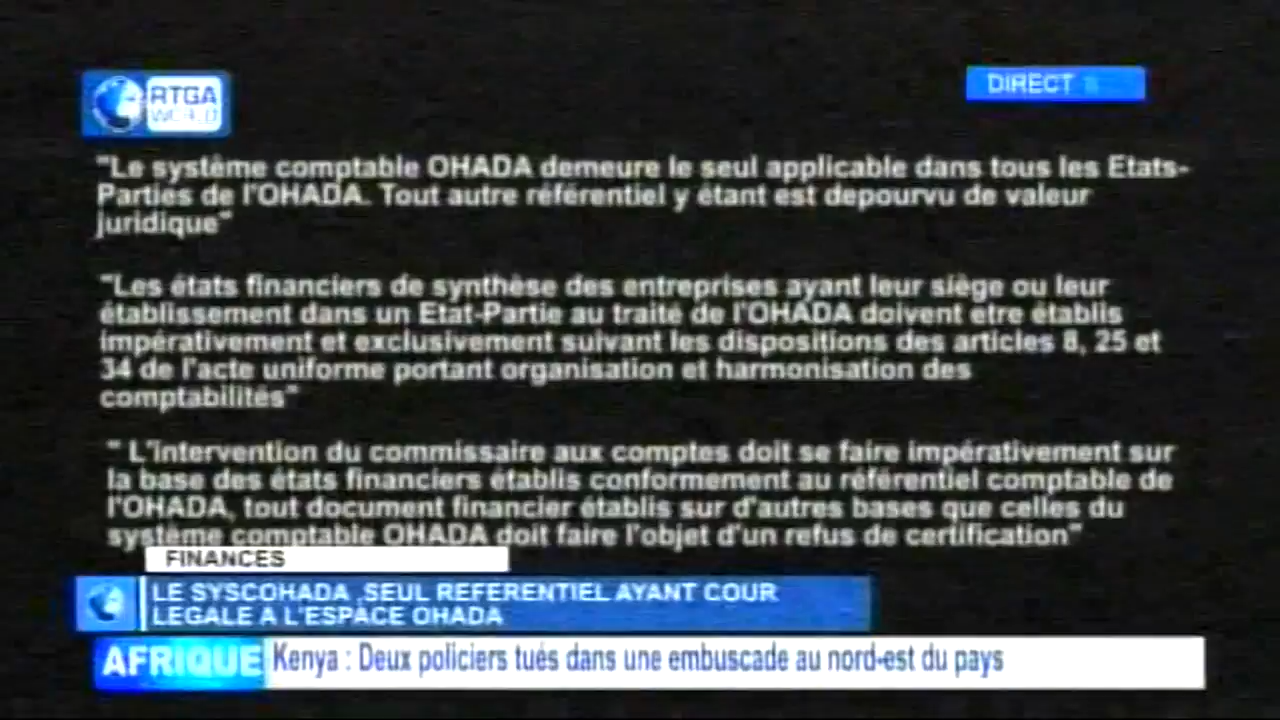 RTGA
WORLD
DIRECT
"Le système comptable OHADA demeure le seul applicable dans tous les Etats-
Parties de l'OHADA. Tout autre référentiel y étant est depourvu de valeur
juridique"
"Les états financiers de synthèse des entreprises ayant leur siège ou leur
établissement dans un Etat-Partie au traité de l'OHADA doivent etre établis
impérativement et exclusivement suivant les dispositions des articles 8, 25 et
34 de l'acte uniforme portant organisation et harmonisation des
comptabilités"
" L'intervention du commissaire aux comptes doit se faire impérativement sur
la base des états financiers établis conformement au référentiel comptable de
l'OHADA, tout document financier établis sur d'autres bases que celles du
système comptable OHADA doit faire l'objet d'un refus de certification"
FINANCES
LE SYSCOHADA ,SEUL REFERENTIEL AYANT COUR
LEGALE A L'ESPACE OHADA
AFRIQUE Kenya : Deux policiers tués dans une embuscade au nord-est du pays